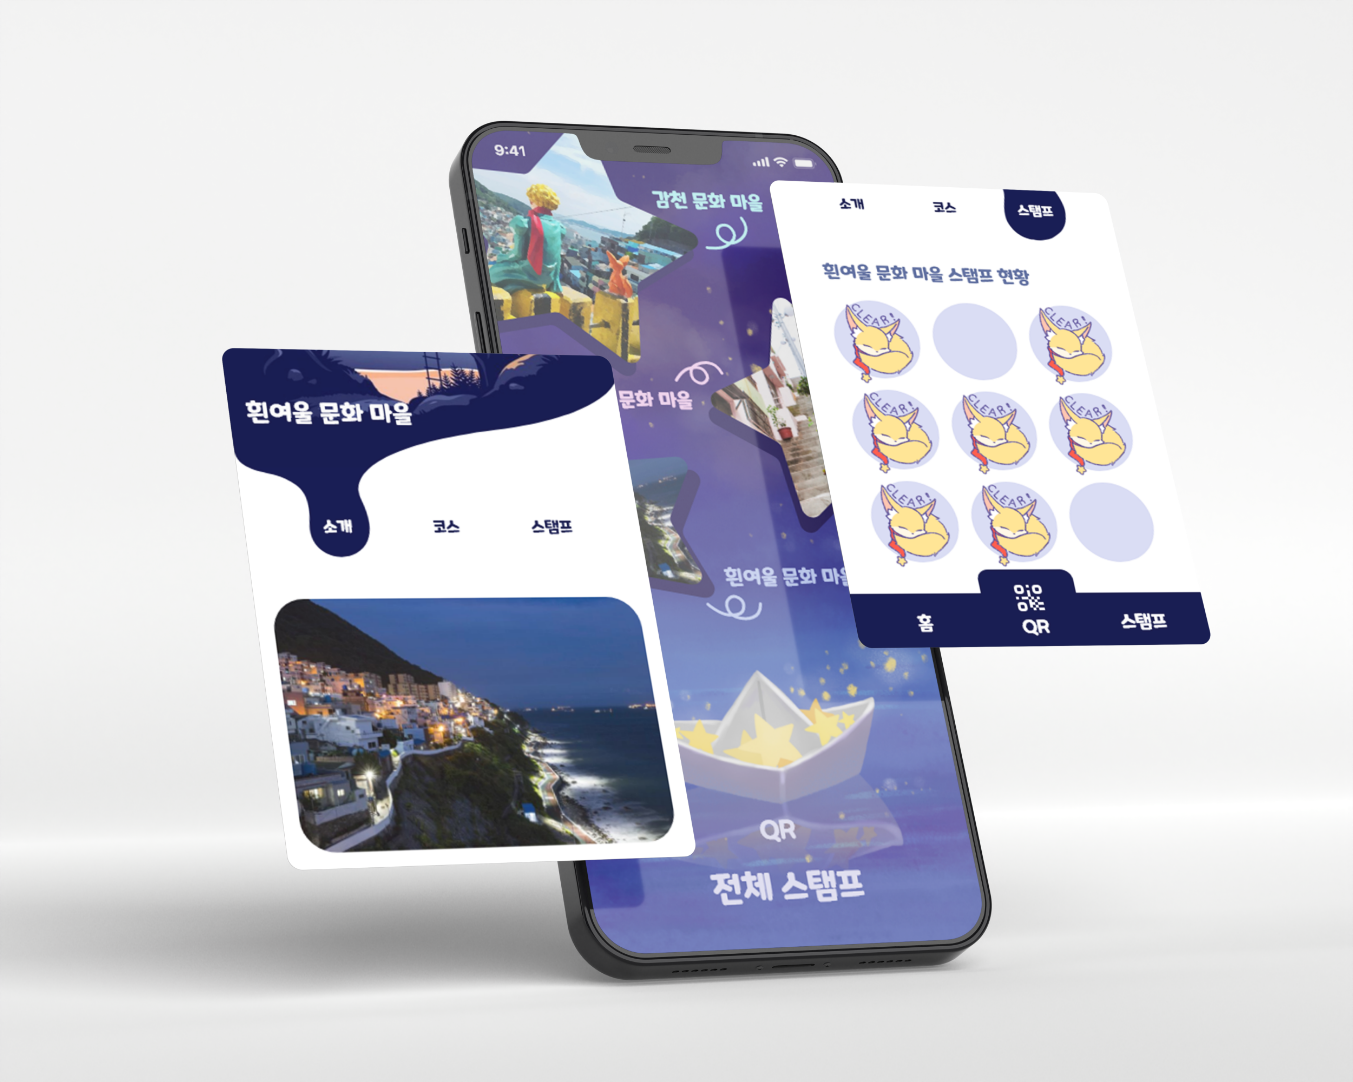 9:41
감천 문화 마을
문화 마을
흰여울 문화 마을
QR
전체 스탬프
흰여울 문화 마을
소개
코스
스탬프
소개
코스
스탬프
흰여울 문화 마을 스탬프 현황
CLEAR!
CLEAR!
CLEAR!
CLEAR!
CLEAR!
CLEAR!
CLEAR!
홈
QR
스탬프